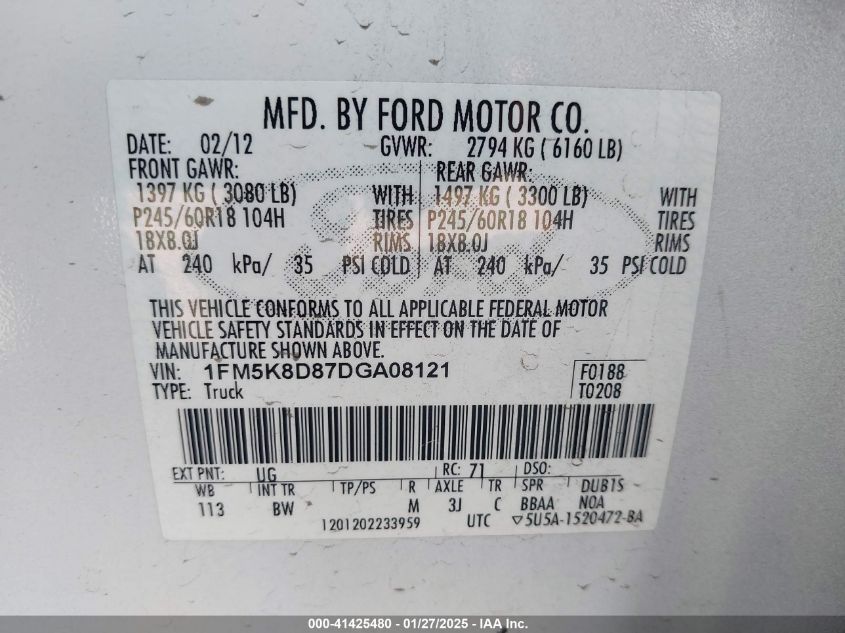 MFD. BY FORD MOTOR CO.
DATE: 02/12 GVWR: 2794 KG ( 6160 LB)
FRONT GAWR: REAR GAWR:
1397 KG ( 3080 LB) WITH 1497 KG ( 3300 LB) WITH
P245/60R18 104H TIRES P245/60R18 104H TIRES
18X8.0J RIMS 18X8.0J RIMS
AT 240 kPa/ 35 PSI COLD AT 240 kPa/ 35 PSI COLD
THIS VEHICLE CONFORMS TO ALL APPLICABLE FEDERAL MOTOR
VEHICLE SAFETY STANDARDS IN EFFECT ON THE DATE OF
MANUFACTURE SHOWN ABOVE.
VIN: 1FM5K8D87DGA08121 F0188
TYPE: Truck T0208
EXT PNT: UG RC: 71 DSO:
WB INT TR TP/PS R AXLE TR SPR DUB1S
113 BW M 3J C BBAA NOA
1201202233959 UTC ▽5U5A-1520472-BA
000-41425480 - 01/27/2025 - IAA Inc.